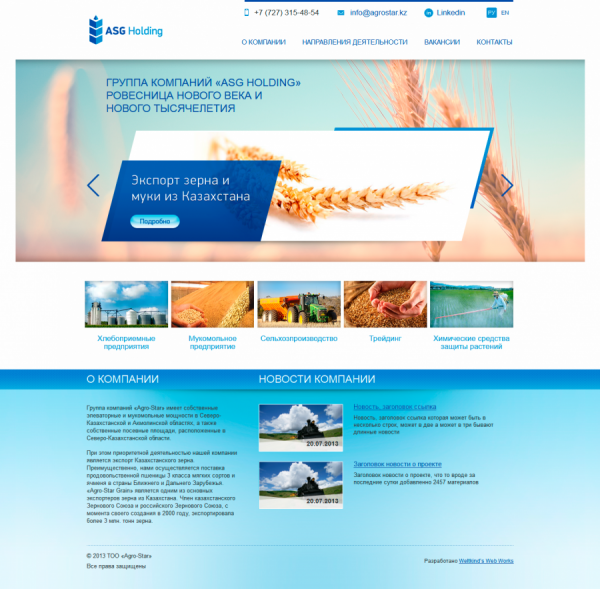 ASG Holding
+7 (727) 315-48-54
info@agrostar.kz
Linkedin
РУ EN
О КОМПАНИИ НАПРАВЛЕНИЯ ДЕЯТЕЛЬНОСТИ ВАКАНСИИ КОНТАКТЫ
ГРУППА КОМПАНИЙ «ASG HOLDING»
РОВЕСНИЦА НОВОГО ВЕКА И
НОВОГО ТЫСЯЧЕЛЕТИЯ
Экспорт зерна и
муки из Казахстана
Подробно
Хлебоприемные
предприятия
Мукомольное
предприятие
Сельхозпроизводство
Трейдинг
Химические средства
защиты растений
О КОМПАНИИ
Группа компаний «Agro-Star» имеет собственные
элеваторные и мукомольные мощности в Северо-
Казахстанской и Акмолинской областях, а также
собственные посевные площади, расположенные в
Северо-Казахстанской области.
При этом приоритетной деятельностью нашей компании
является экспорт Казахстанского зерна.
Преимущественно, нами осуществляется поставка
продовольственной пшеницы 3 класса мягких сортов и
ячменя в страны Ближнего и Дальнего Зарубежья.
«Agro-Star Grain» является одним из основных
экспортеров зерна из Казахстана. Член казахстанского
Зернового Союза и российского Зернового Союза, с
момента своего создания в 2000 году, экспортировала
более 3 млн. тонн зерна.
НОВОСТИ КОМПАНИИ
20.07.2013
Новость, заголовок ссылка
Новость, заголовок ссылка которая может быть в
несколько строк, может в две а может в три бывают
длинные новости
20.07.2013
Заголовок новости о проекте
Заголовок новости о проекте, что то вроде за
последние сутки добавленно 2457 материалов
© 2013 ТОО «Agro-Star»
Все права защищены
Разработано Wellkind's Web Works